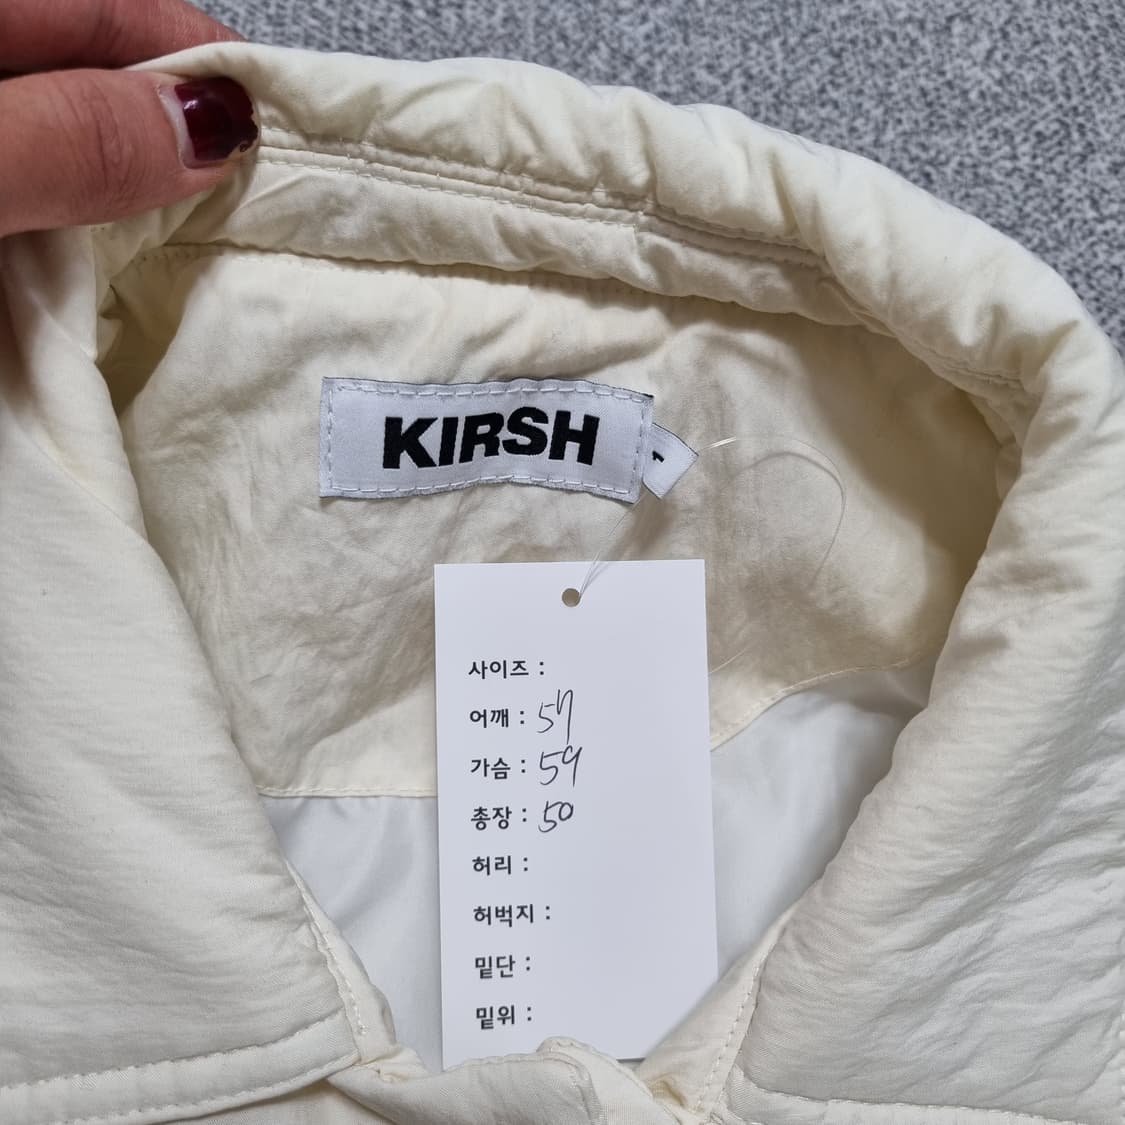 KIRSH
사이즈 :
어깨 : 57
가슴 : 59
총장 : 50
허리 :
허벅지 :
밑단 :
밑위 :